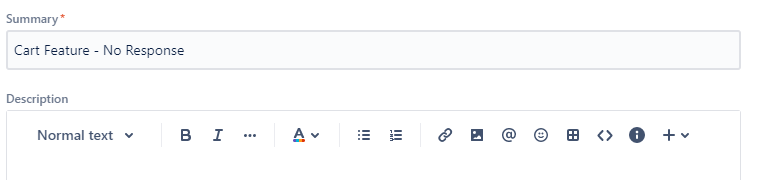 Summary*
Cart Feature - No Response
Description
Normal text B I ... A @ <> i +